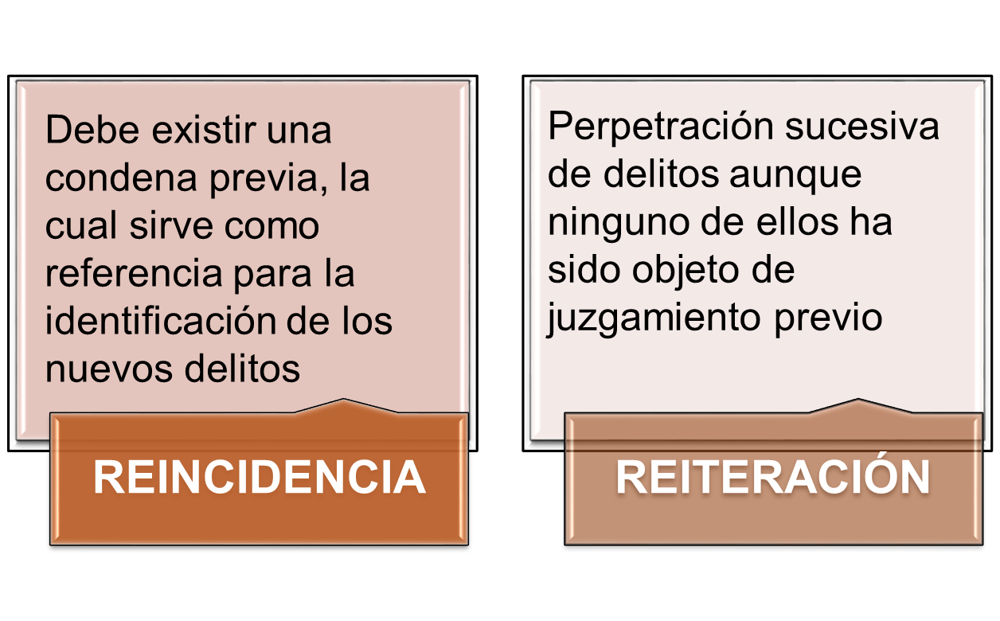 Debe existir una
condena previa, la
cual sirve como
referencia para la
identificación de los
nuevos delitos
REINCIDENCIA
Perpetración sucesiva
de delitos aunque
ninguno de ellos ha
sido objeto de
juzgamiento previo
REITERACIÓN